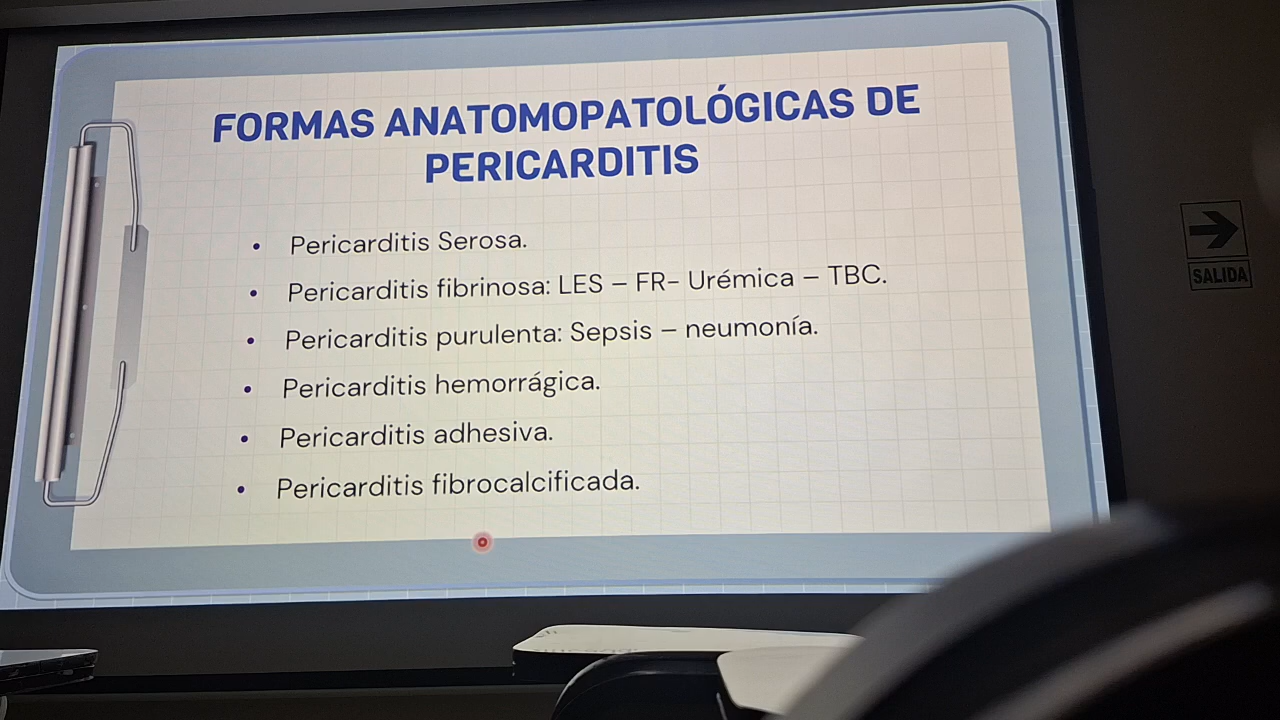 FORMAS ANATOMOPATOLÓGICAS DE
PERICARDITIS
• Pericarditis Serosa.
• Pericarditis fibrinosa: LES – FR- Urémica – TBC.
• Pericarditis purulenta: Sepsis – neumonía.
• Pericarditis hemorrágica.
• Pericarditis adhesiva.
• Pericarditis fibrocalcificada.
SALIDA